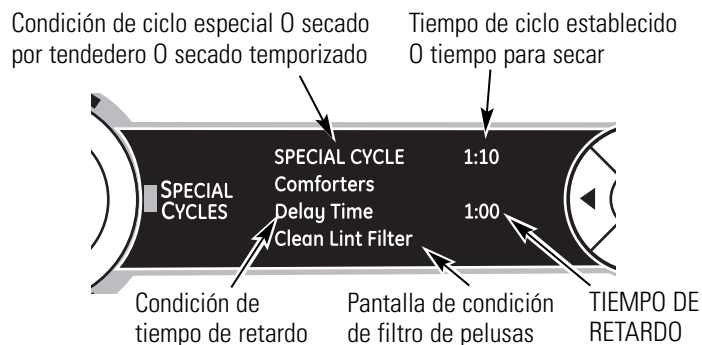 Condición de ciclo especial O secado
por tendedero O secado temporizado
Tiempo de ciclo establecido
O tiempo para secar
SPECIAL CYCLES
SPECIAL CYCLE 1:10
Comforters
Delay Time 1:00
Clean Lint Filter
Condición de
tiempo de retardo
Pantalla de condición
de filtro de pelusas
TIEMPO DE
RETARDO